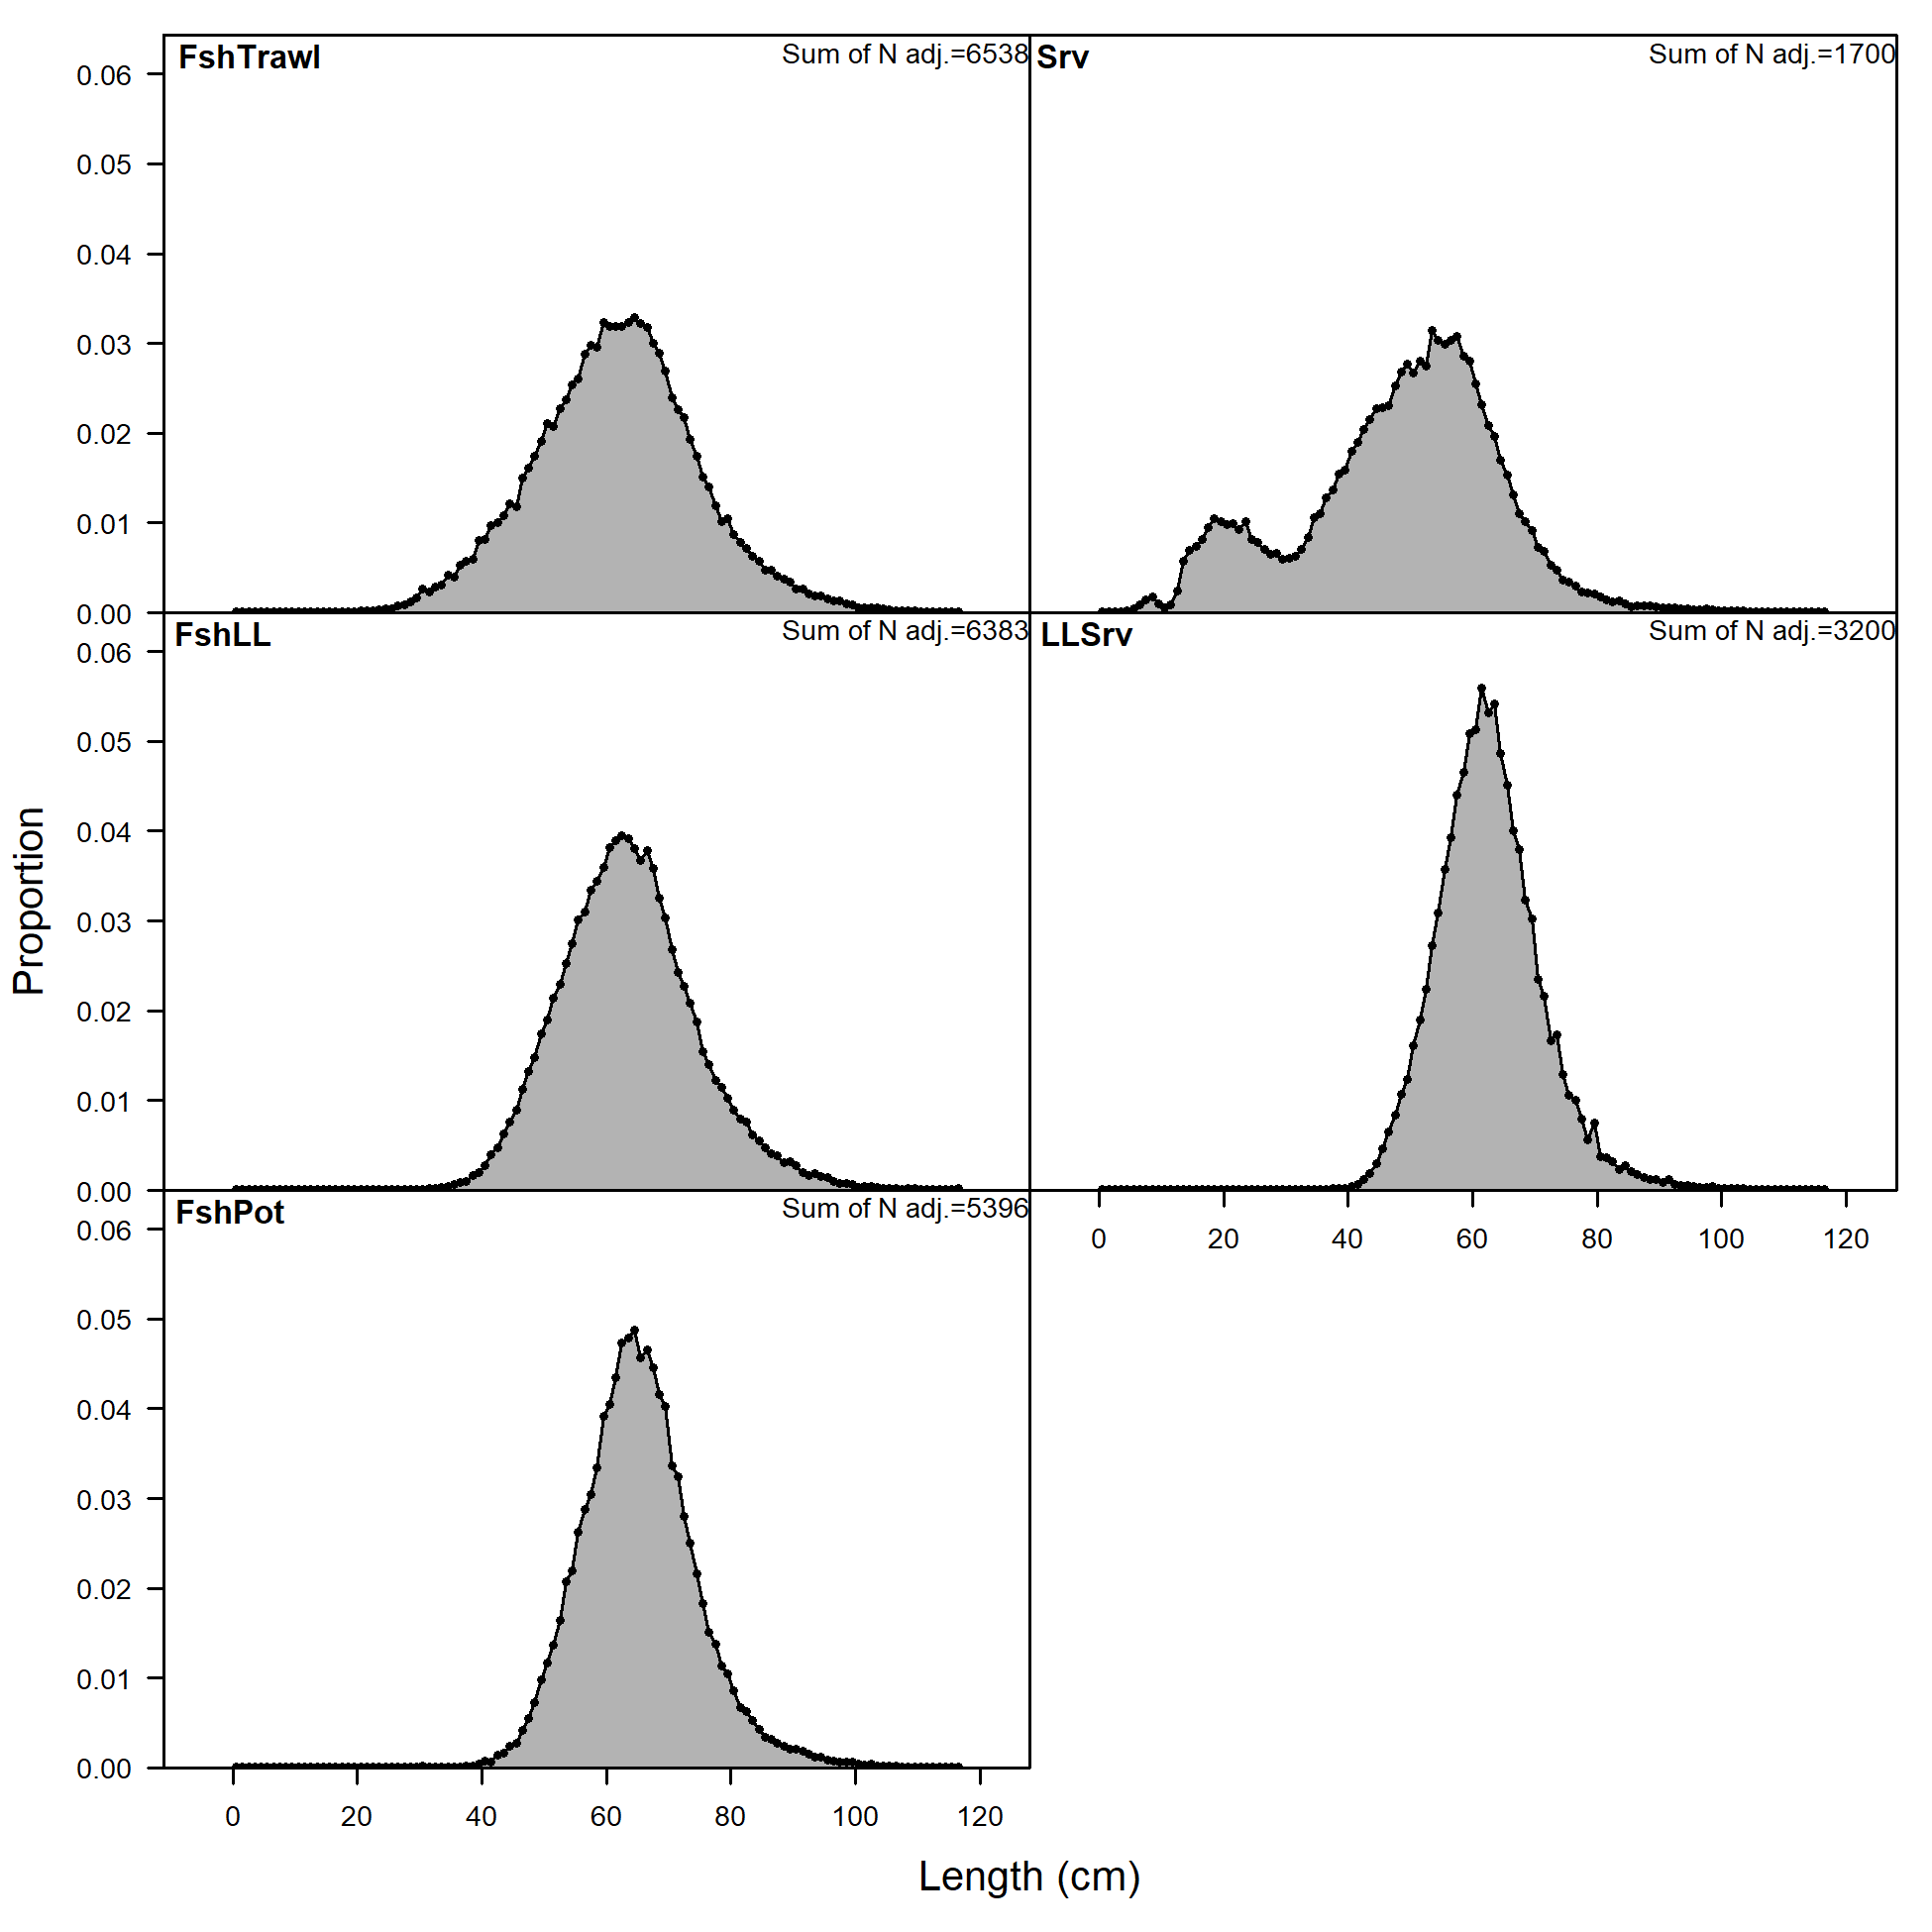 FshTrawl
Sum of N adj.=6538
Srv
Sum of N adj.=1700
0.06
0.05
0.04
0.03
0.02
0.01
0.00
FshLL
Sum of N adj.=6383
LLSrv
Sum of N adj.=3200
0.06
0.05
0.04
0.03
0.02
0.01
0.00
0 20 40 60 80 100 120
FshPot
Sum of N adj.=5396
0.06
0.05
0.04
0.03
0.02
0.01
0.00
0 20 40 60 80 100 120
Proportion
Length (cm)